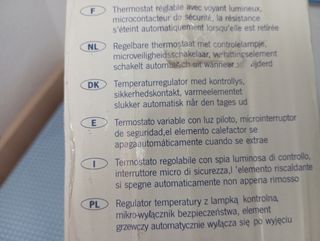 F Thermostat réglable avec voyant lumineux,
microcontacteur de sécurité, la résistance
s'éteint automatiquement lorsqu'elle est retirée
NL Regelbare thermostaat met controlelampje,
microveiligheidsschakelaar, verhittingselement
schakelt automatisch uit wanneer
DK Temperaturregulator med kontrollys,
sikkerhedskontakt, varmeelementet
slukker automatisk når den tages ud
E Termostato variable con luz piloto, microinterruptor
de seguridad,el elemento calefactor se
apagaautomáticamente cuando se extrae
I Termostato regolabile con spia luminosa di controllo,
interruttore micro di sicurezza,l'elemento riscaldante
si spegne automaticamente non appena rimosso
PL Regulator temperatury z lampką kontrolną,
mikro-wyłącznik bezpieczeństwa, element
grzewczy automatycznie wyłącza się po wyjęciu